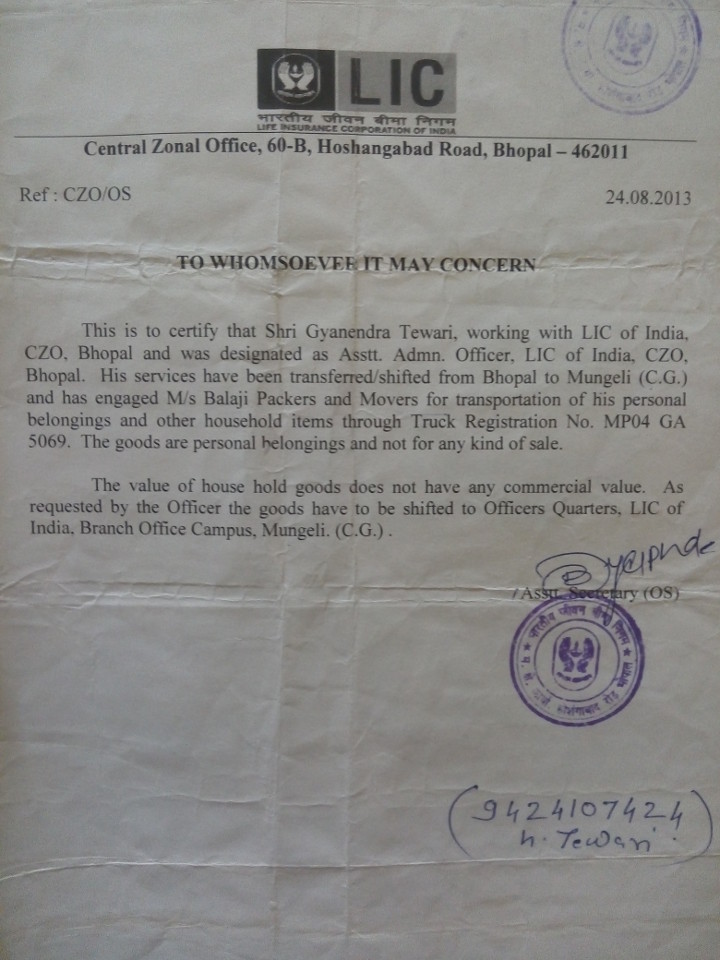 LIC
भारतीय जीवन बीमा निगम
LIFE INSURANCE CORPORATION OF INDIA
Central Zonal Office, 60-B, Hoshangabad Road, Bhopal – 462011
Ref : CZO/OS 24.08.2013
TO WHOMSOEVER IT MAY CONCERN
This is to certify that Shri Gyanendra Tewari, working with LIC of India,
CZO, Bhopal and was designated as Asstt. Admn. Officer, LIC of India, CZO,
Bhopal. His services have been transferred/shifted from Bhopal to Mungeli (C.G.)
and has engaged M/s Balaji Packers and Movers for transportation of his personal
belongings and other household items through Truck Registration No. MP04 GA
5069. The goods are personal belongings and not for any kind of sale.
The value of house hold goods does not have any commercial value. As
requested by the Officer the goods have to be shifted to Officers Quarters, LIC of
India, Branch Office Campus, Mungeli. (C.G.) .
Asstt. Secretary (OS)
भारतीय जीवन बीमा निगम
रोड भोपाल
(9424107424
Tewari)